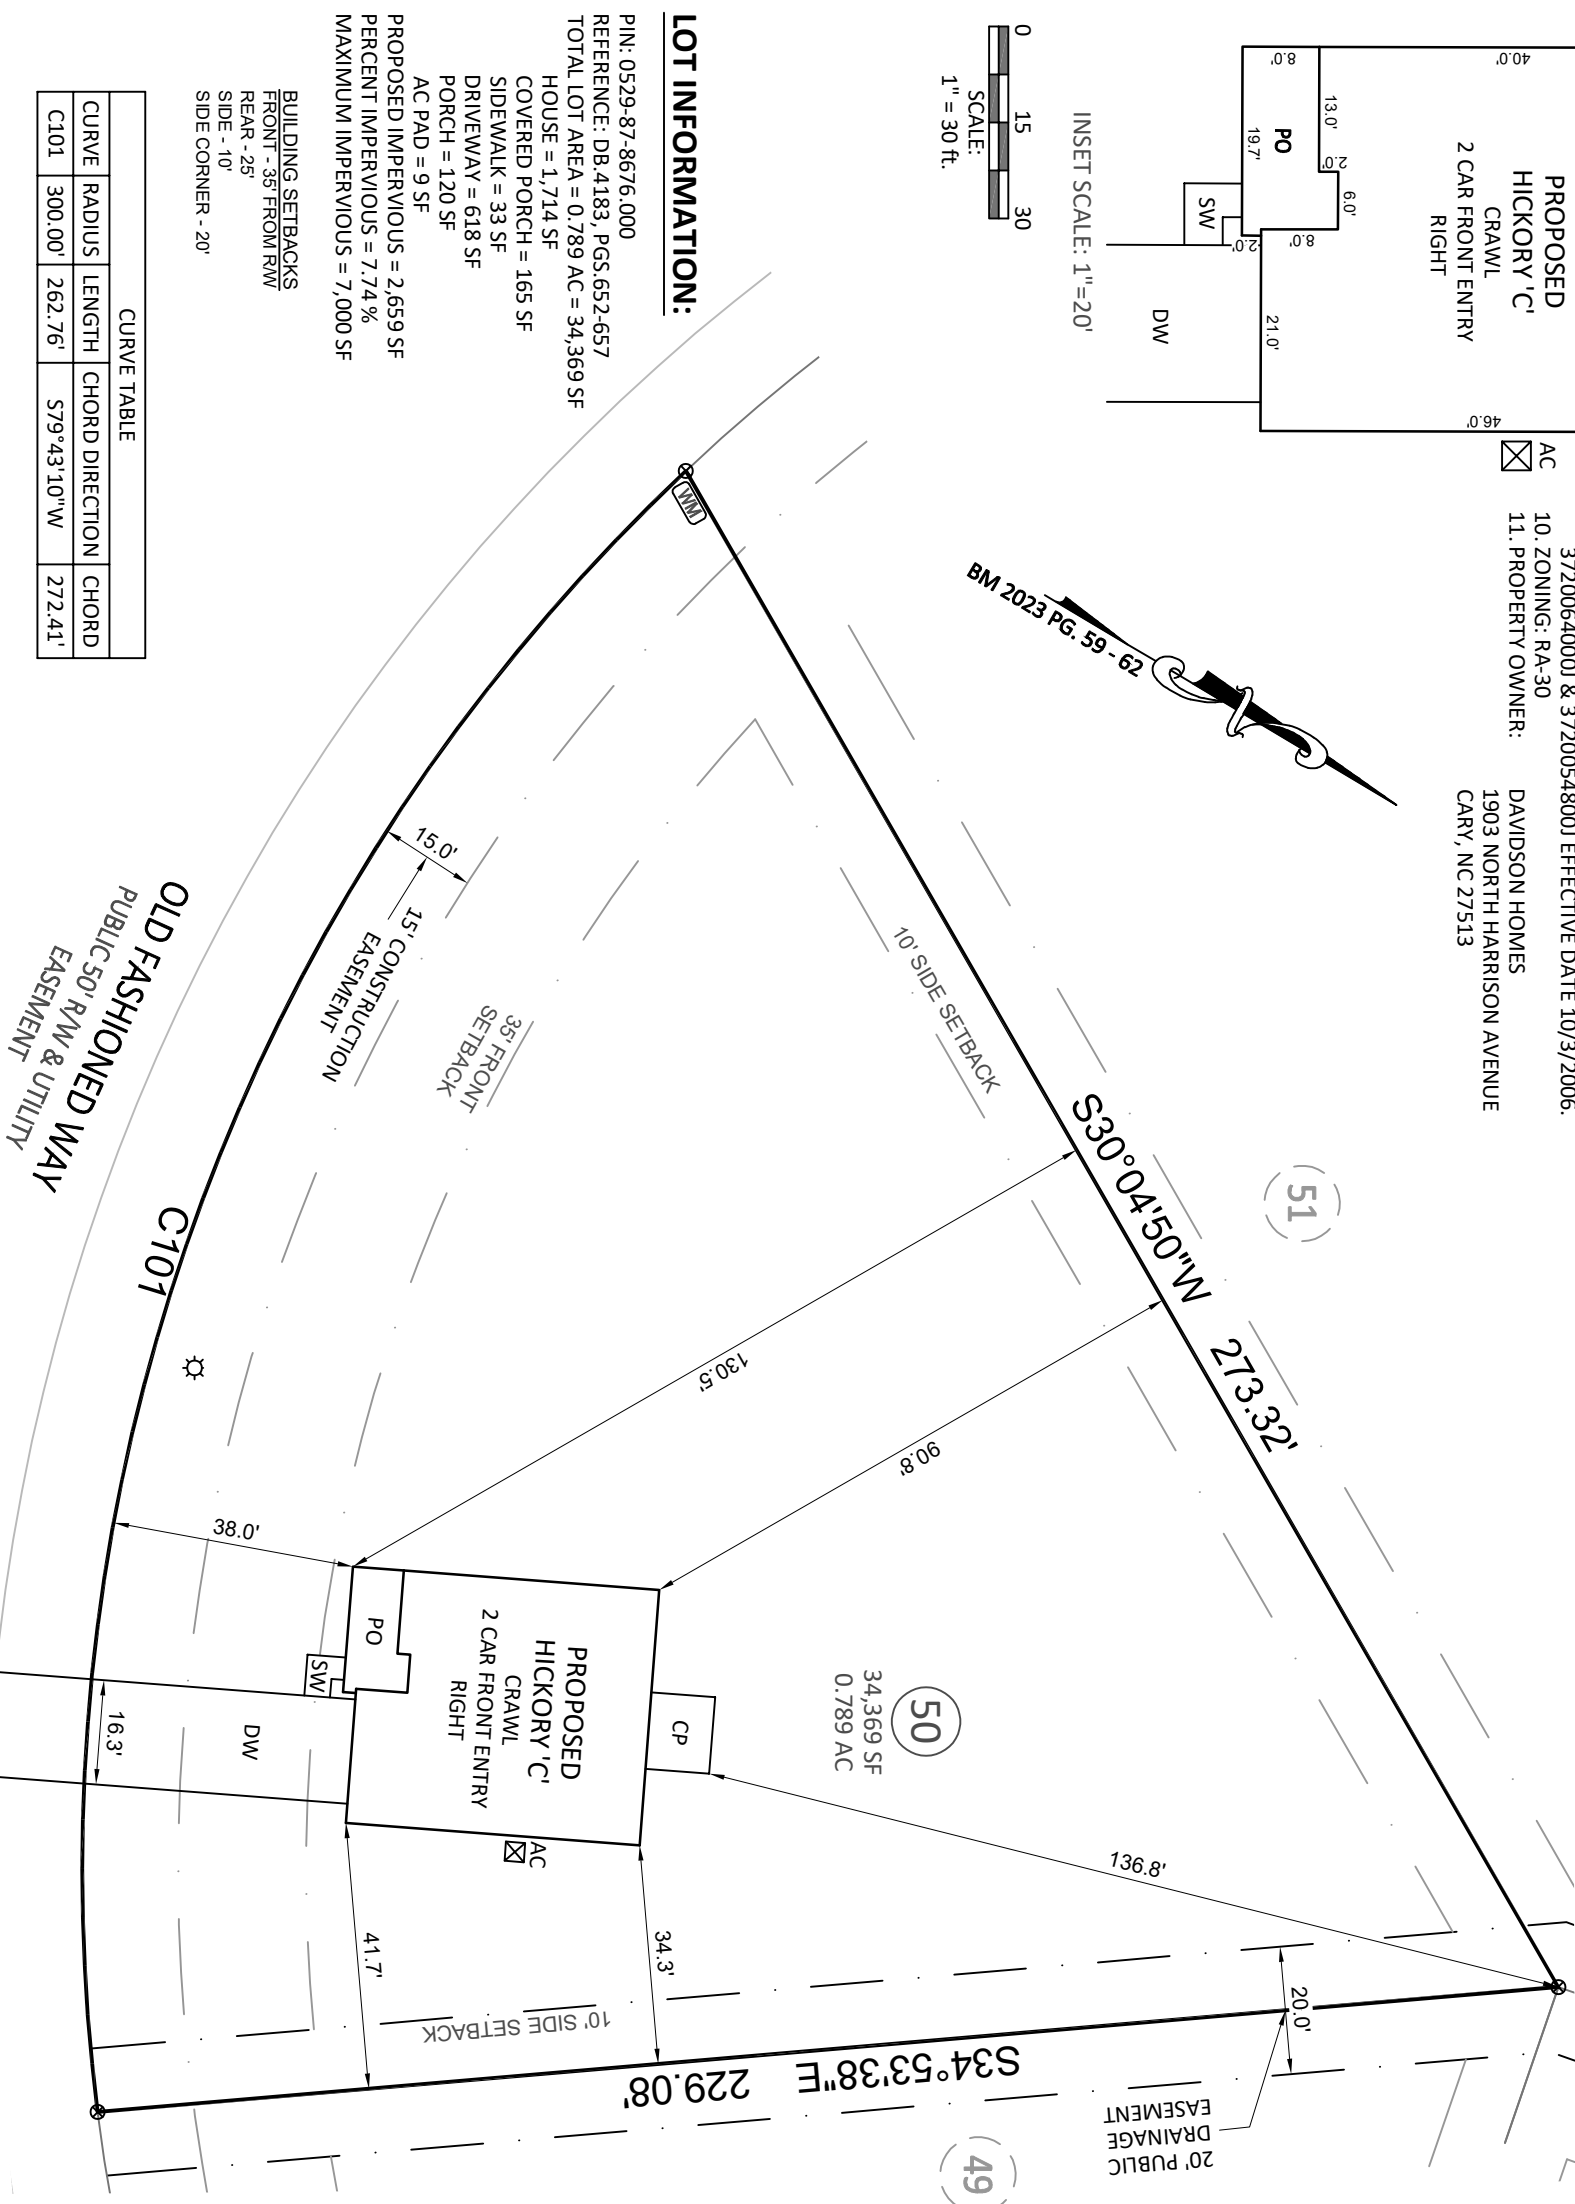 3720064000J & 3720054800J EFFECTIVE DATE 10/3/2006.
10. ZONING: RA-30
11. PROPERTY OWNER:
DAVIDSON HOMES
1903 NORTH HARRISON AVENUE
CARY, NC 27513
PROPOSED
HICKORY 'C'
CRAWL
2 CAR FRONT ENTRY
RIGHT
40.0'
8.0'
13.0'
2.0'
6.0'
PO
19.7'
8.0'
2.0'
21.0'
46.0'
SW
DW
AC
INSET SCALE: 1"=20'
0 15 30
SCALE:
1" = 30 ft.
BM 2023 PG. 59 - 62
LOT INFORMATION:
PIN: 0529-87-8676.000
REFERENCE: DB.4183, PGS.652-657
TOTAL LOT AREA = 0.789 AC = 34,369 SF
HOUSE = 1,714 SF
COVERED PORCH = 165 SF
SIDEWALK = 33 SF
DRIVEWAY = 618 SF
PORCH = 120 SF
AC PAD = 9 SF
PROPOSED IMPERVIOUS = 2,659 SF
PERCENT IMPERVIOUS = 7.74 %
MAXIMUM IMPERVIOUS = 7,000 SF
BUILDING SETBACKS
FRONT - 35' FROM R/W
REAR - 25'
SIDE - 10'
SIDE CORNER - 20'
CURVE TABLE
CURVE RADIUS LENGTH CHORD DIRECTION CHORD
C101 300.00' 262.76' S79°43'10"W 272.41'
WM
15.0'
15' CONSTRUCTION
EASEMENT
35' FRONT
SETBACK
10' SIDE SETBACK
S30°04'50"W 273.32'
51
OLD FASHIONED WAY
PUBLIC 50' R/W & UTILITY
EASEMENT
C101
130.5'
90.8'
38.0'
50
34,369 SF
0.789 AC
PROPOSED
HICKORY 'C'
CRAWL
2 CAR FRONT ENTRY
RIGHT
CP
PO
SW
DW
16.3'
AC
136.8'
34.3'
41.7'
20.0'
10' SIDE SETBACK
S34°53'38"E 229.08'
20' PUBLIC
DRAINAGE
EASEMENT
49